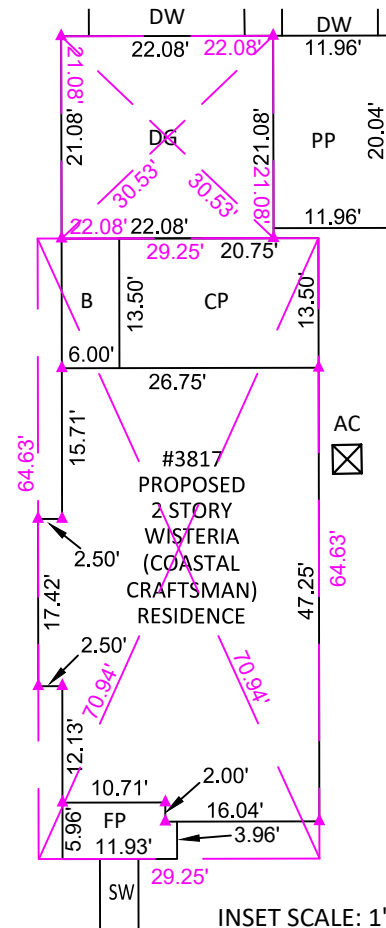 DW
DW
22.08' 22.08'
11.96'
21.08'
21.08'
DG
21.08'
21.08'
PP
20.04'
30.53'
30.53'
22.08' 22.08'
11.96'
29.25' 20.75'
B
13.50'
CP
13.50'
6.00'
26.75'
15.71'
64.63'
#3817
PROPOSED
2 STORY
WISTERIA
(COASTAL
CRAFTSMAN)
RESIDENCE
AC
64.63'
47.25'
2.50'
17.42'
2.50'
70.94'
70.94'
12.13'
10.71'
2.00'
5.96'
FP
16.04'
11.93'
3.96'
29.25'
SW
INSET SCALE: 1"